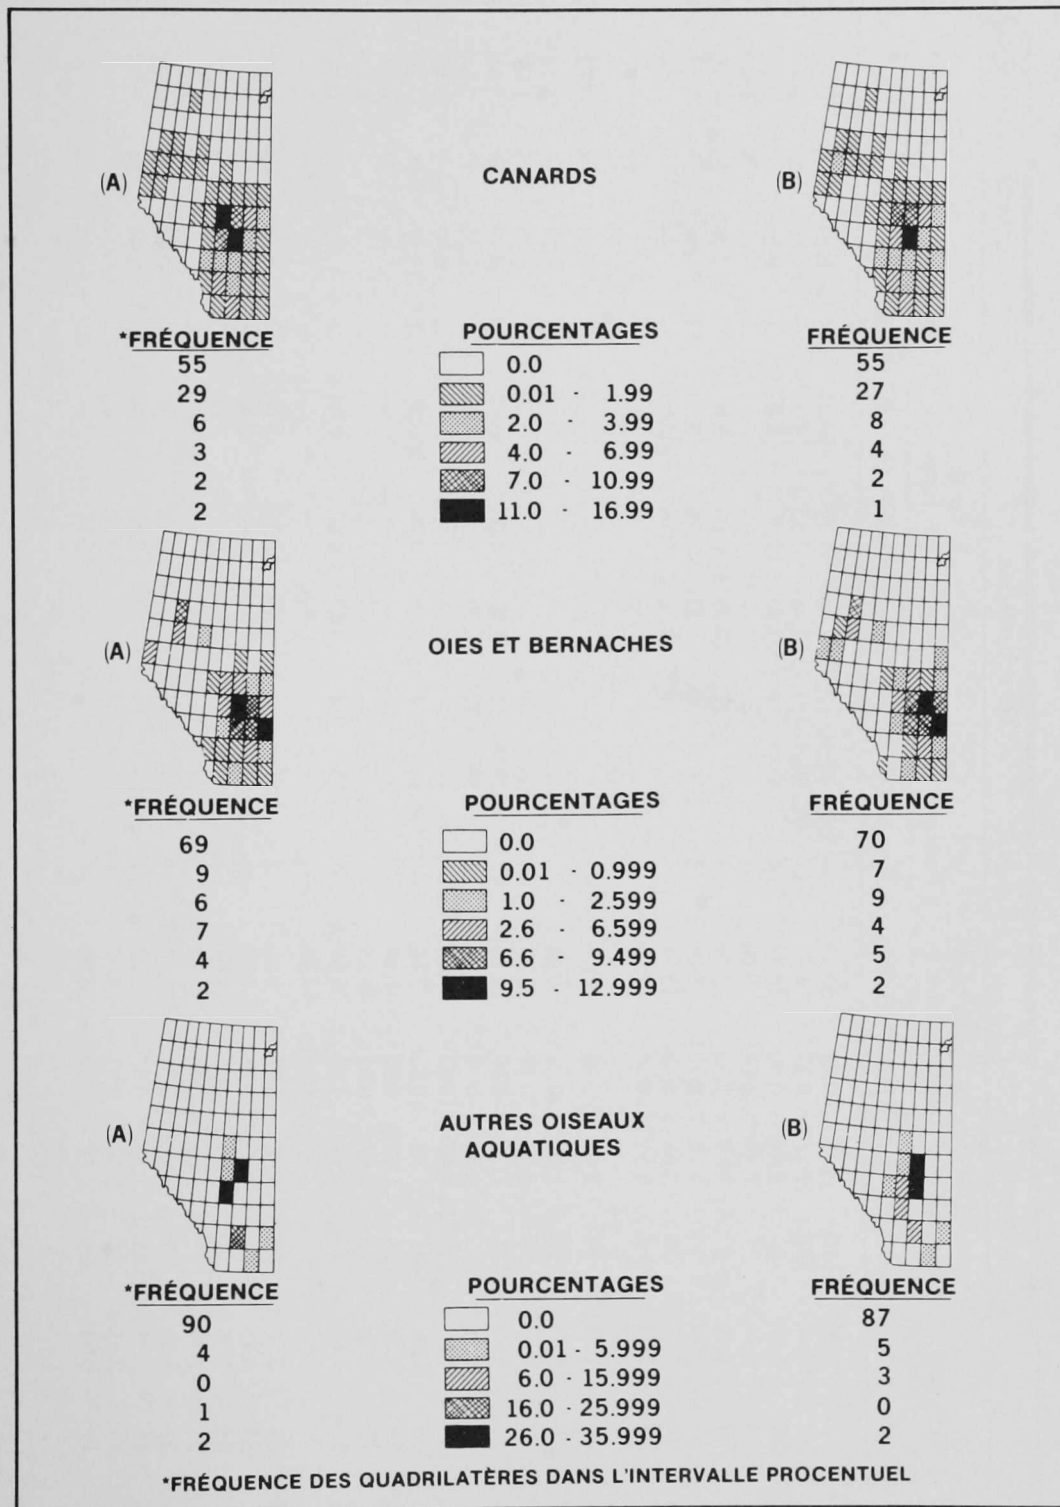 (A) CANARDS (B)
*FRÉQUENCE POURCENTAGES FRÉQUENCE
55 0.0 55
29 0.01 - 1.99 27
6 2.0 - 3.99 8
3 4.0 - 6.99 4
2 7.0 - 10.99 2
2 11.0 - 16.99 1
(A) OIES ET BERNACHES (B)
*FRÉQUENCE POURCENTAGES FRÉQUENCE
69 0.0 70
9 0.01 - 0.999 7
6 1.0 - 2.599 9
7 2.6 - 6.599 4
4 6.6 - 9.499 5
2 9.5 - 12.999 2
(A) AUTRES OISEAUX (B)
AQUATIQUES
*FRÉQUENCE POURCENTAGES FRÉQUENCE
90 0.0 87
4 0.01 - 5.999 5
0 6.0 - 15.999 3
1 16.0 - 25.999 0
2 26.0 - 35.999 2
*FRÉQUENCE DES QUADRILATÈRES DANS L'INTERVALLE PROCENTUEL